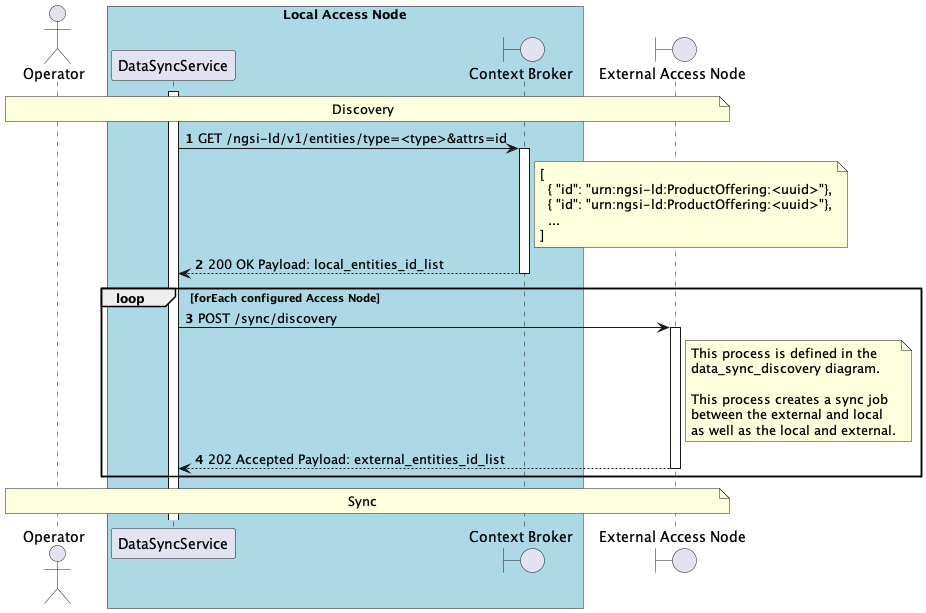 Local Access Node
Operator
DataSyncService
Context Broker
External Access Node
Discovery
1 GET /ngsi-ld/v1/entities/type=<type>&attrs=id
[
{ "id": "urn:ngsi-ld:ProductOffering:<uuid>"},
{ "id": "urn:ngsi-ld:ProductOffering:<uuid>"},
...
]
2 200 OK Payload: local_entities_id_list
loop
[forEach configured Access Node]
3 POST /sync/discovery
This process is defined in the
data_sync_discovery diagram.
This process creates a sync job
between the external and local
as well as the local and external.
4 202 Accepted Payload: external_entities_id_list
Sync
Operator
DataSyncService
Context Broker
External Access Node